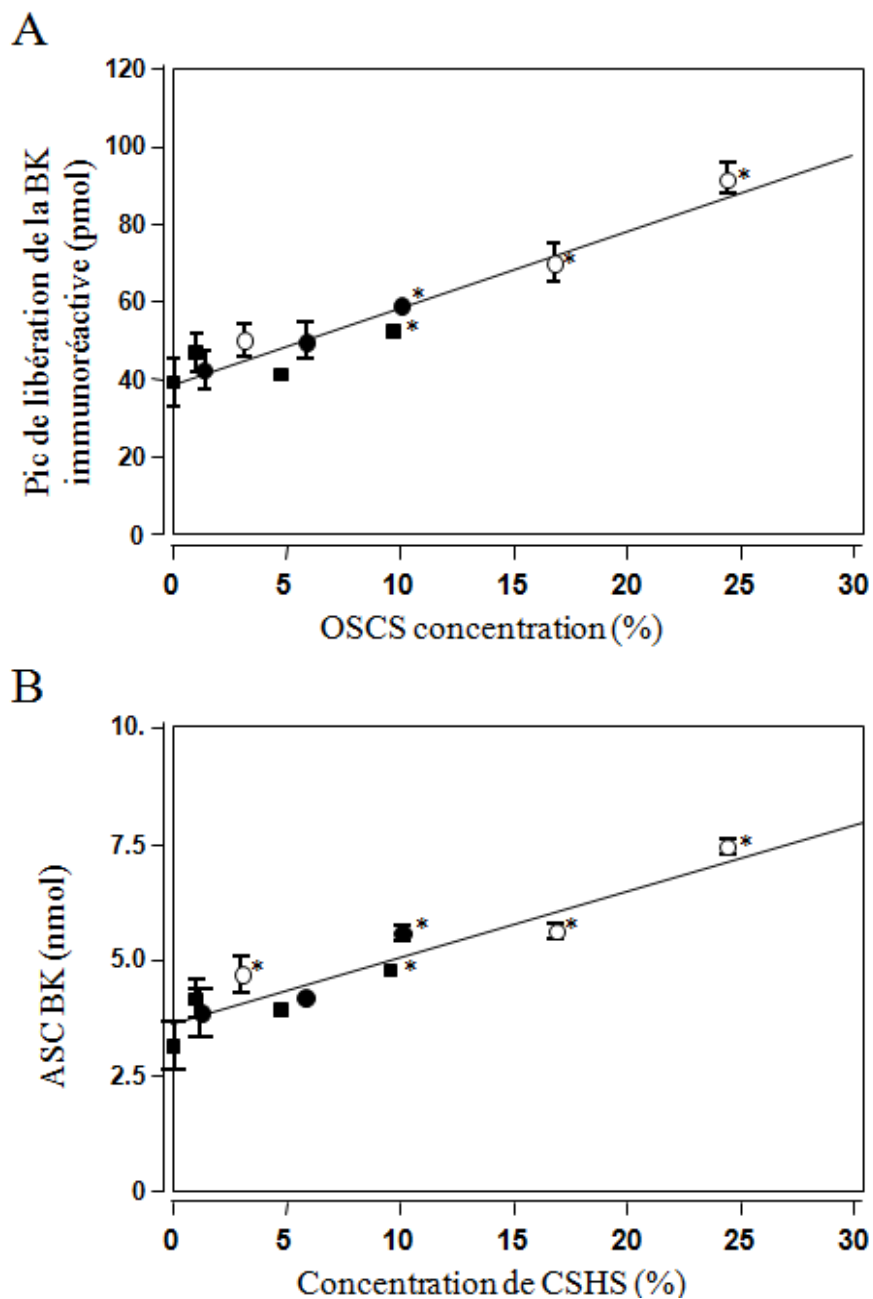 A
120
100
80
60
40
20
0
Pic de libération de la BK
immunoréactive (pmol)
*
*
*
*
0 5 10 15 20 25 30
OSCS concentration (%)
B
10.
7.5
5.0
2.5
0
ASC BK (nmol)
*
*
*
*
*
0 5 10 15 20 25 30
Concentration de CSHS (%)